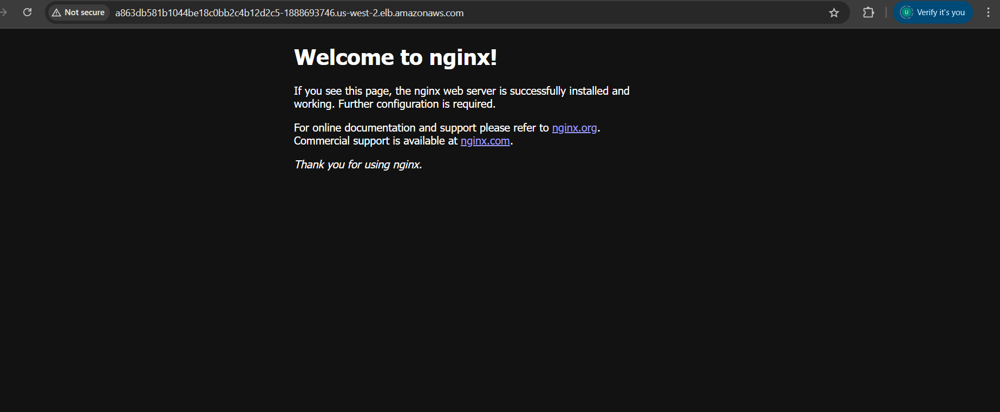 Not secure a863db581b1044be18c0bb2c4b12d2c5-1888693746.us-west-2.elb.amazonaws.com U Verify it's you
Welcome to nginx!
If you see this page, the nginx web server is successfully installed and
working. Further configuration is required.
For online documentation and support please refer to nginx.org.
Commercial support is available at nginx.com.
Thank you for using nginx.